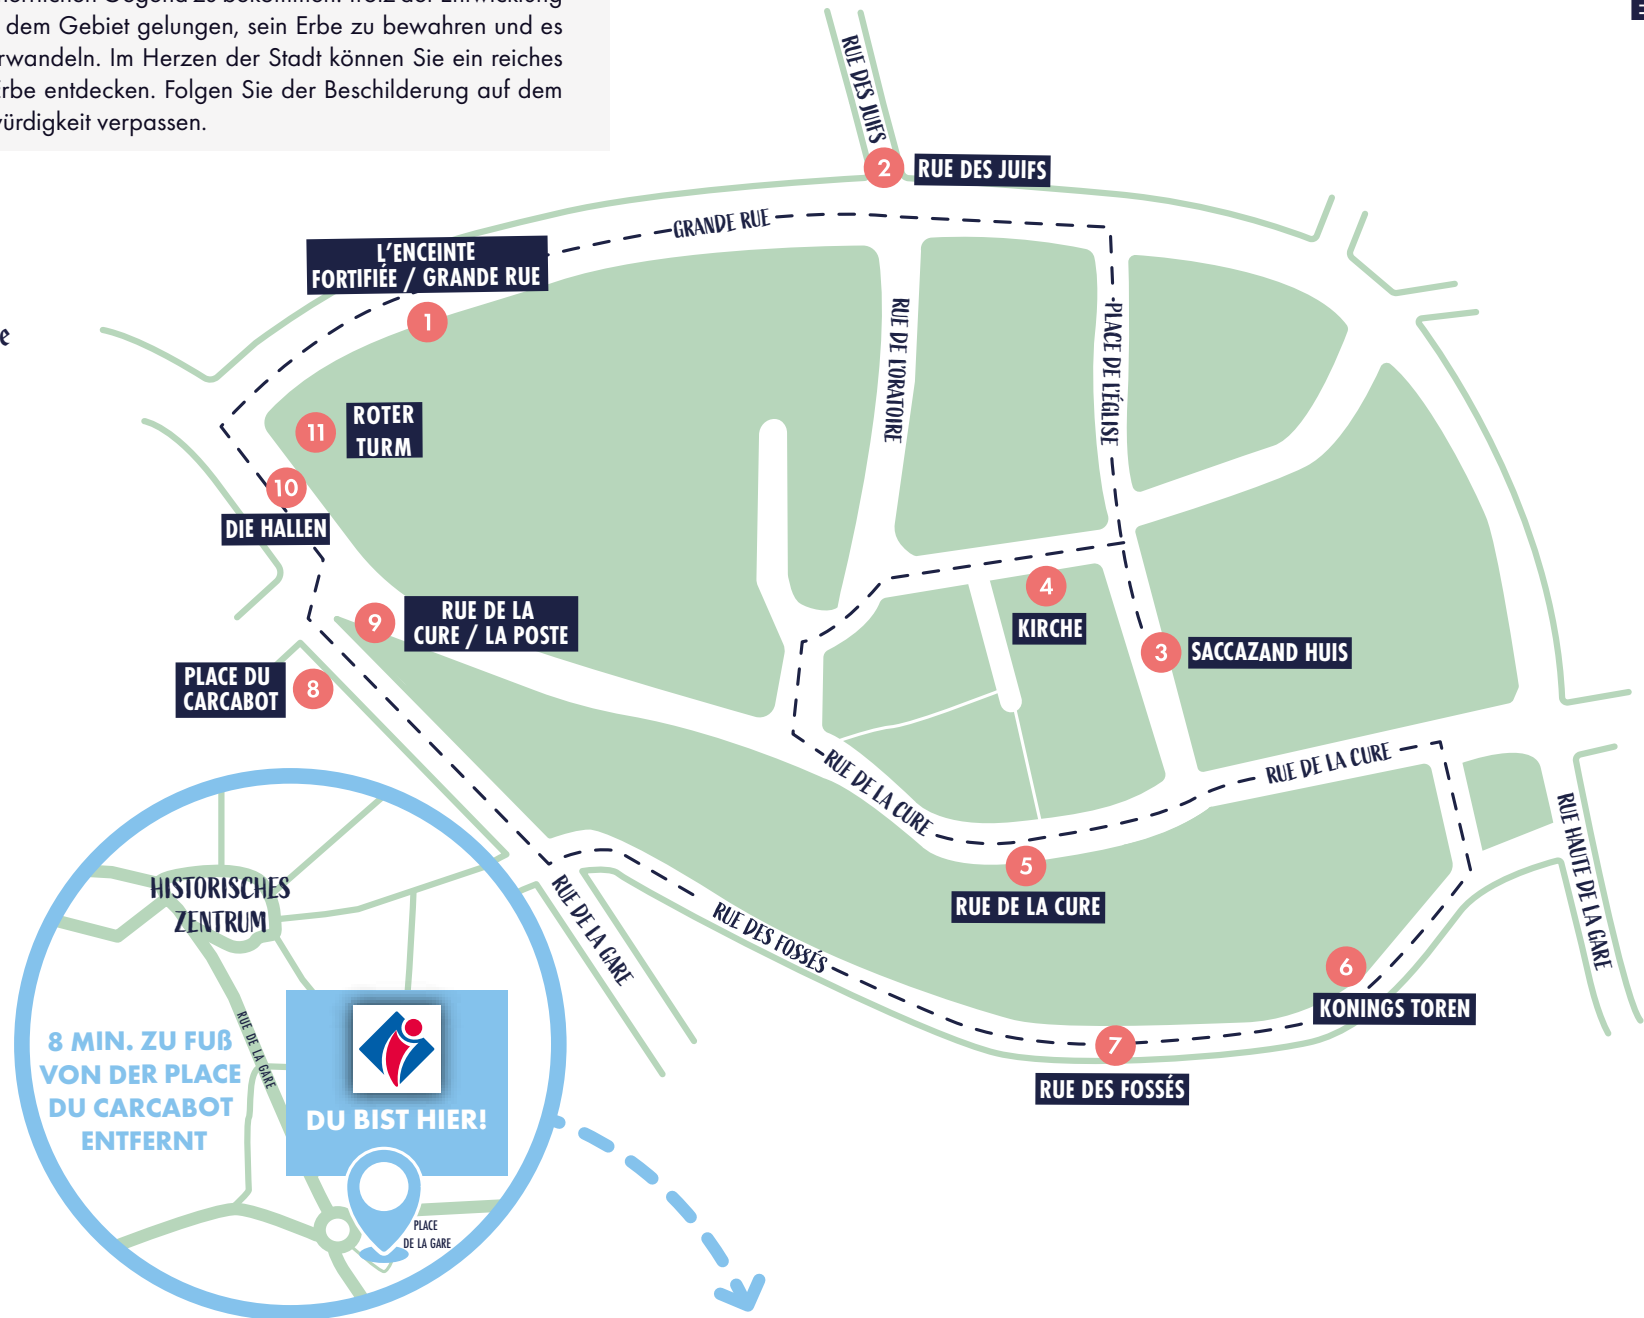 dem Gebiet gelungen, sein Erbe zu bewahren und es
Im Herzen der Stadt können Sie ein reiches
entdecken. Folgen Sie der Beschilderung auf dem
verpassen.
RUE DES JUIFS
2
RUE DES JUIFS
GRANDE RUE
L'ENCEINTE
FORTIFIÉE / GRANDE RUE
1
RUE DE L'ORATOIRE
PLACE DE L'ÉGLISE
11
ROTER
TURM
10
DIE HALLEN
4
KIRCHE
3
SACCAZAND HUIS
9
RUE DE LA
CURE / LA POSTE
PLACE DU
CARCABOT
8
RUE DE LA CURE
RUE DE LA CURE
5
RUE DE LA CURE
RUE HAUTE DE LA GARE
RUE DE LA GARE
RUE DES FOSSÉS
6
KONINGS TOREN
7
RUE DES FOSSÉS
HISTORISCHES
ZENTRUM
RUE DE LA GARE
8 MIN. ZU FUß
VON DER PLACE
DU CARCABOT
ENTFERNT
DU BIST HIER!
PLACE
DE LA GARE